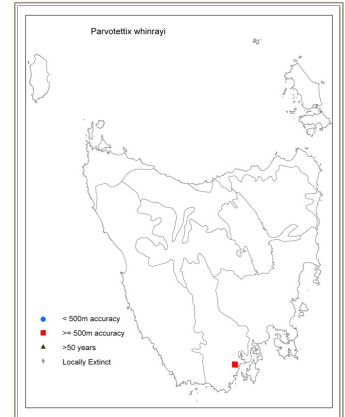 Parvotettix whinrayi
< 500m accuracy
>= 500m accuracy
>50 years
Locally Extinct